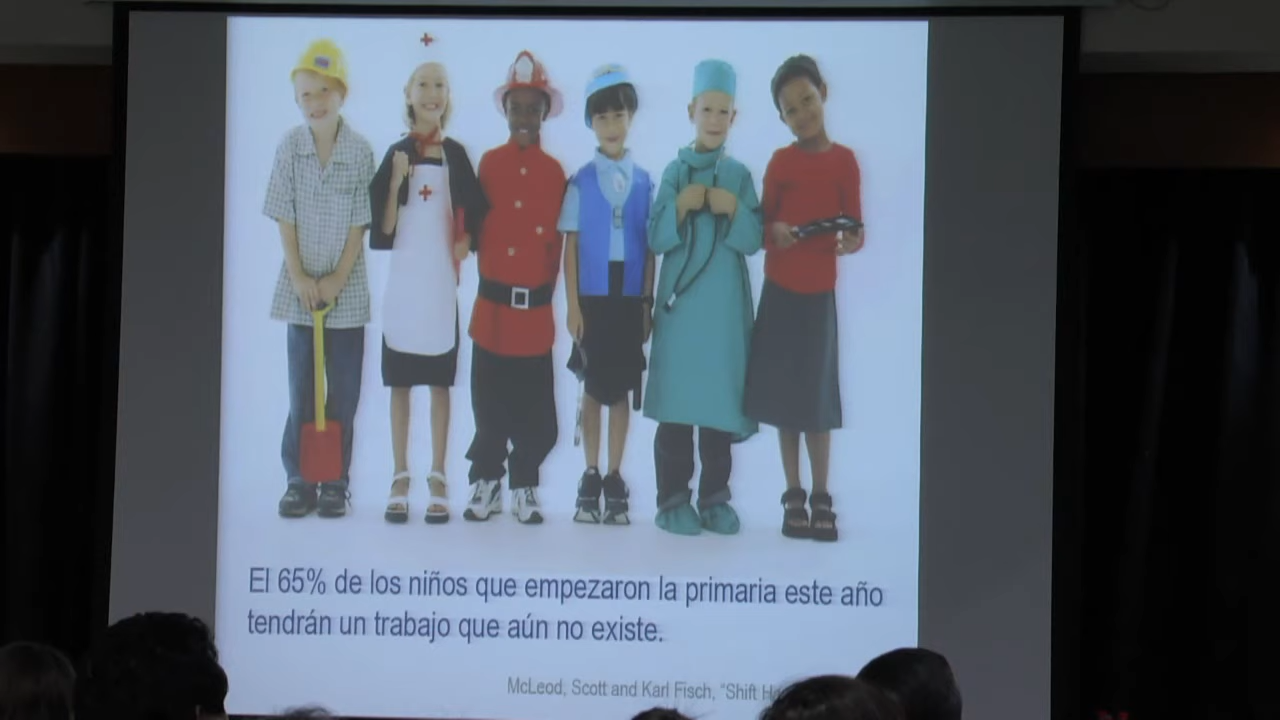 El 65% de los niños que empezaron la primaria este año
tendrán un trabajo que aún no existe.
McLeod, Scott and Karl Fisch, "Shift